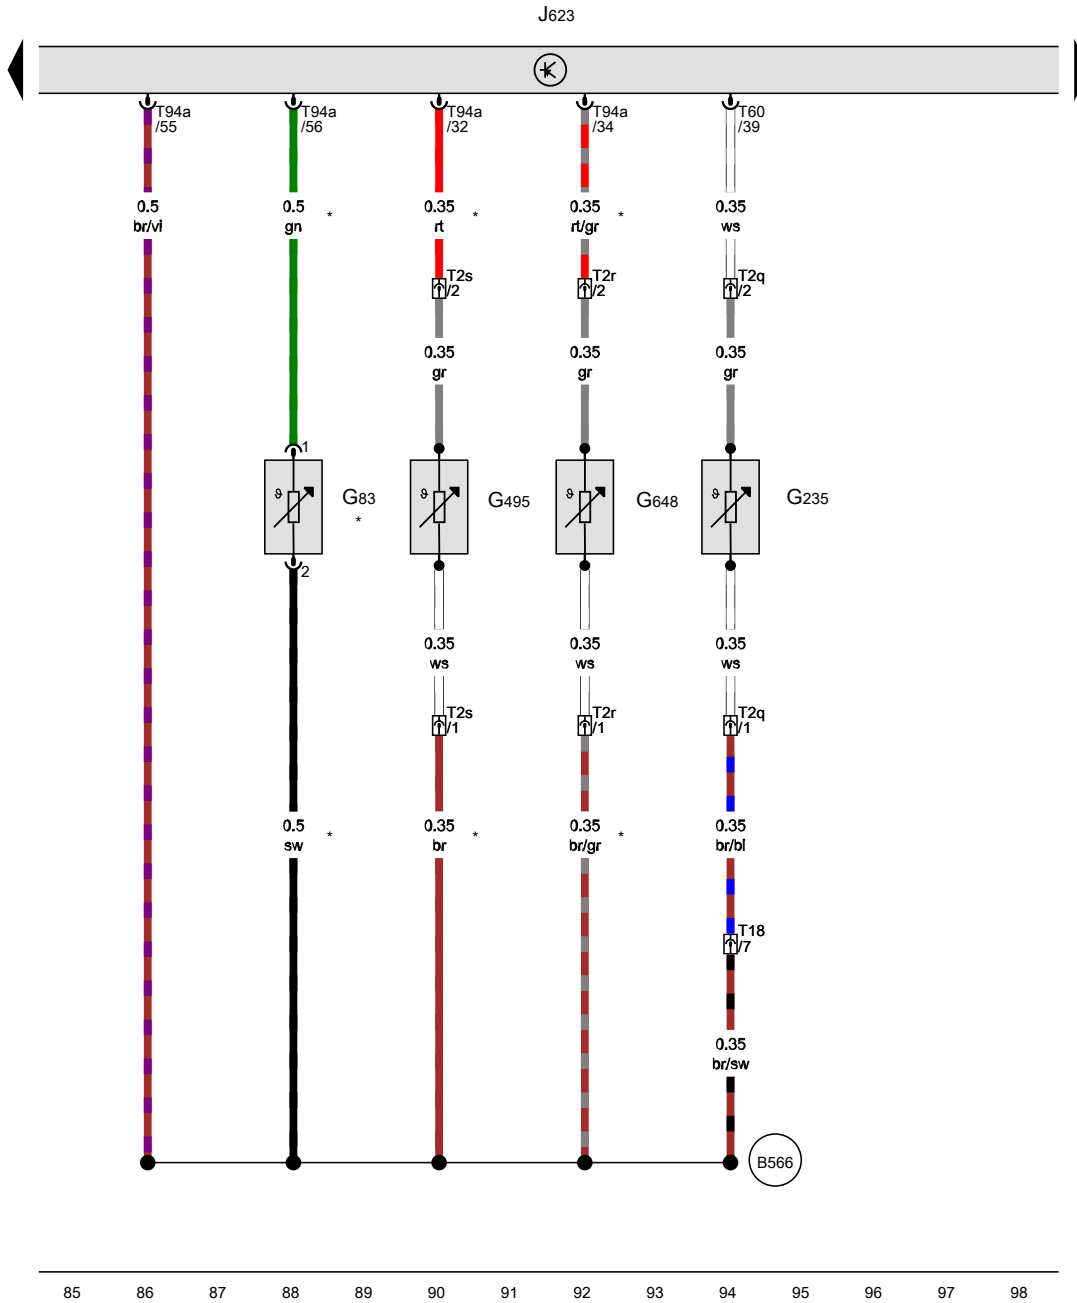 J623
T94a T94a T94a T94a T60
/55 /56 /32 /34 /39
0.5 0.5 0.35 0.35 0.35
br/vi gn * rt * rt/gr * ws
T2s T2r T2q
/2 /2 /2
0.35 0.35 0.35
gr gr gr
1
ϑ ϑ ϑ ϑ
G83 G495 G648 G235
*
2
0.35 0.35 0.35
ws ws ws
T2s T2r T2q
/1 /1 /1
0.5 0.35 0.35 0.35
sw * br * br/gr * br/bl
T18
/7
0.35
br/sw
B566
85 86 87 88 89 90 91 92 93 94 95 96 97 98